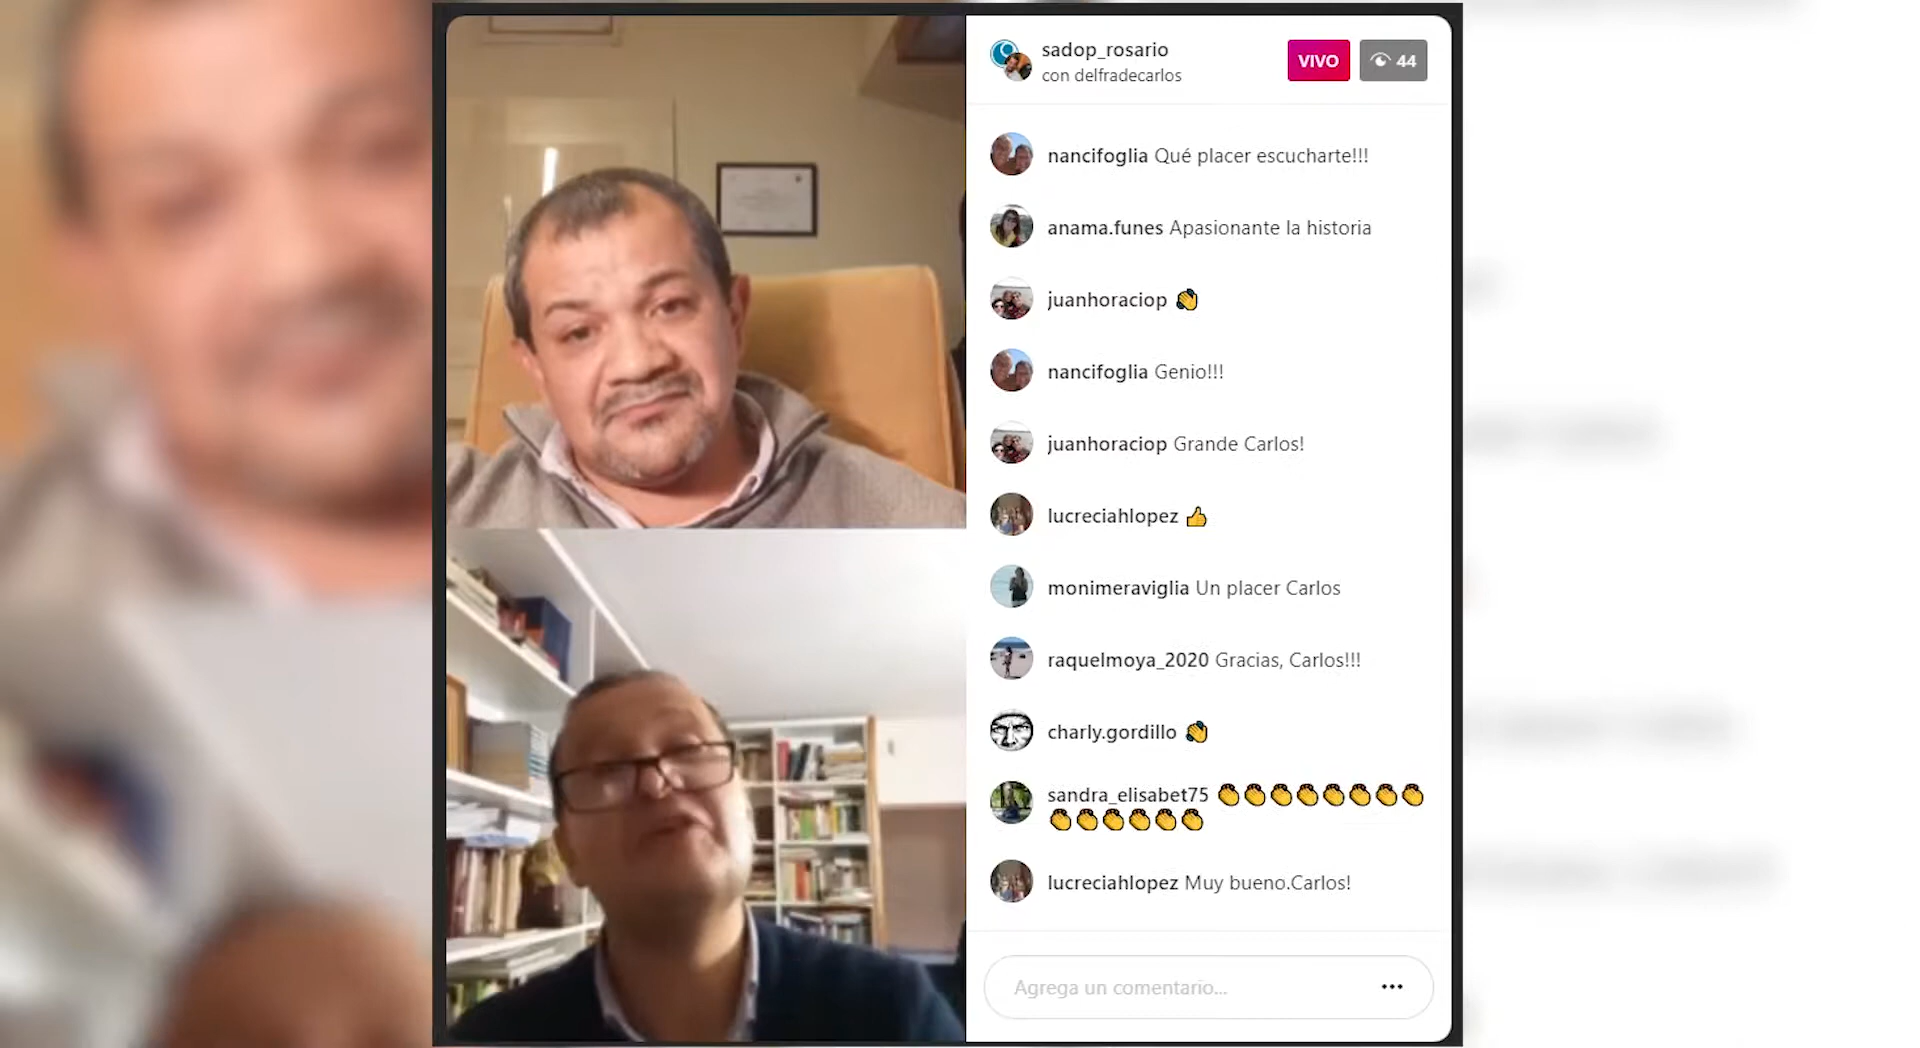 sadop_rosario
con delfradecarlos
VIVO
44
nancifoglia Qué placer escucharte!!!
anama.funes Apasionante la historia
juanhoraciop 👏
nancifoglia Genio!!!
juanhoraciop Grande Carlos!
lucreciahlopez 👍
monimeraviglia Un placer Carlos
raquelmoya_2020 Gracias, Carlos!!!
charly.gordillo 👏
sandra_elisabet75 👏👏👏👏👏👏👏👏
👏👏👏👏👏👏
lucreciahlopez Muy bueno.Carlos!
Agrega un comentario...